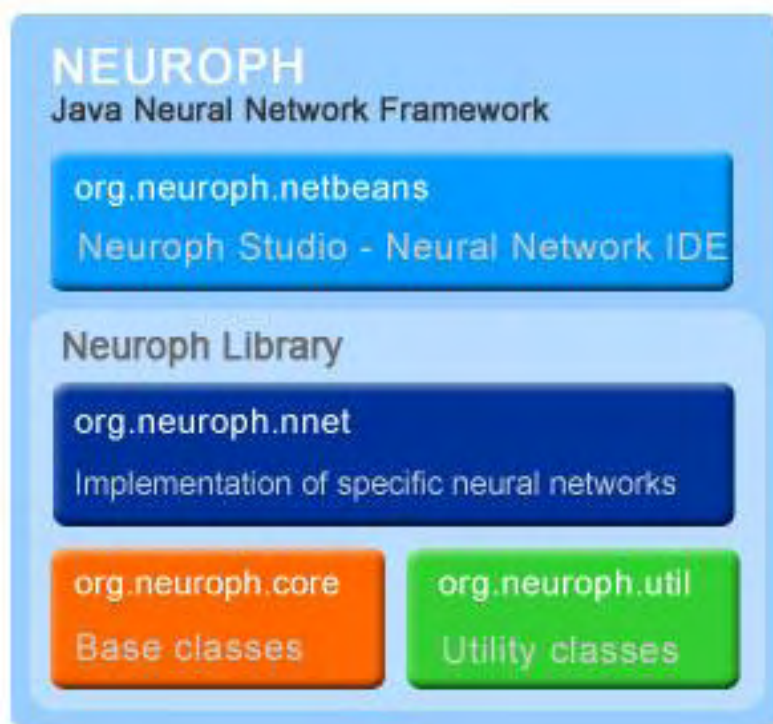 NEUROPH
Java Neural Network Framework
org.neuroph.netbeans
Neuroph Studio - Neural Network IDE
Neuroph Library
org.neuroph.nnet
Implementation of specific neural networks
org.neuroph.core
Base classes
org.neuroph.util
Utility classes